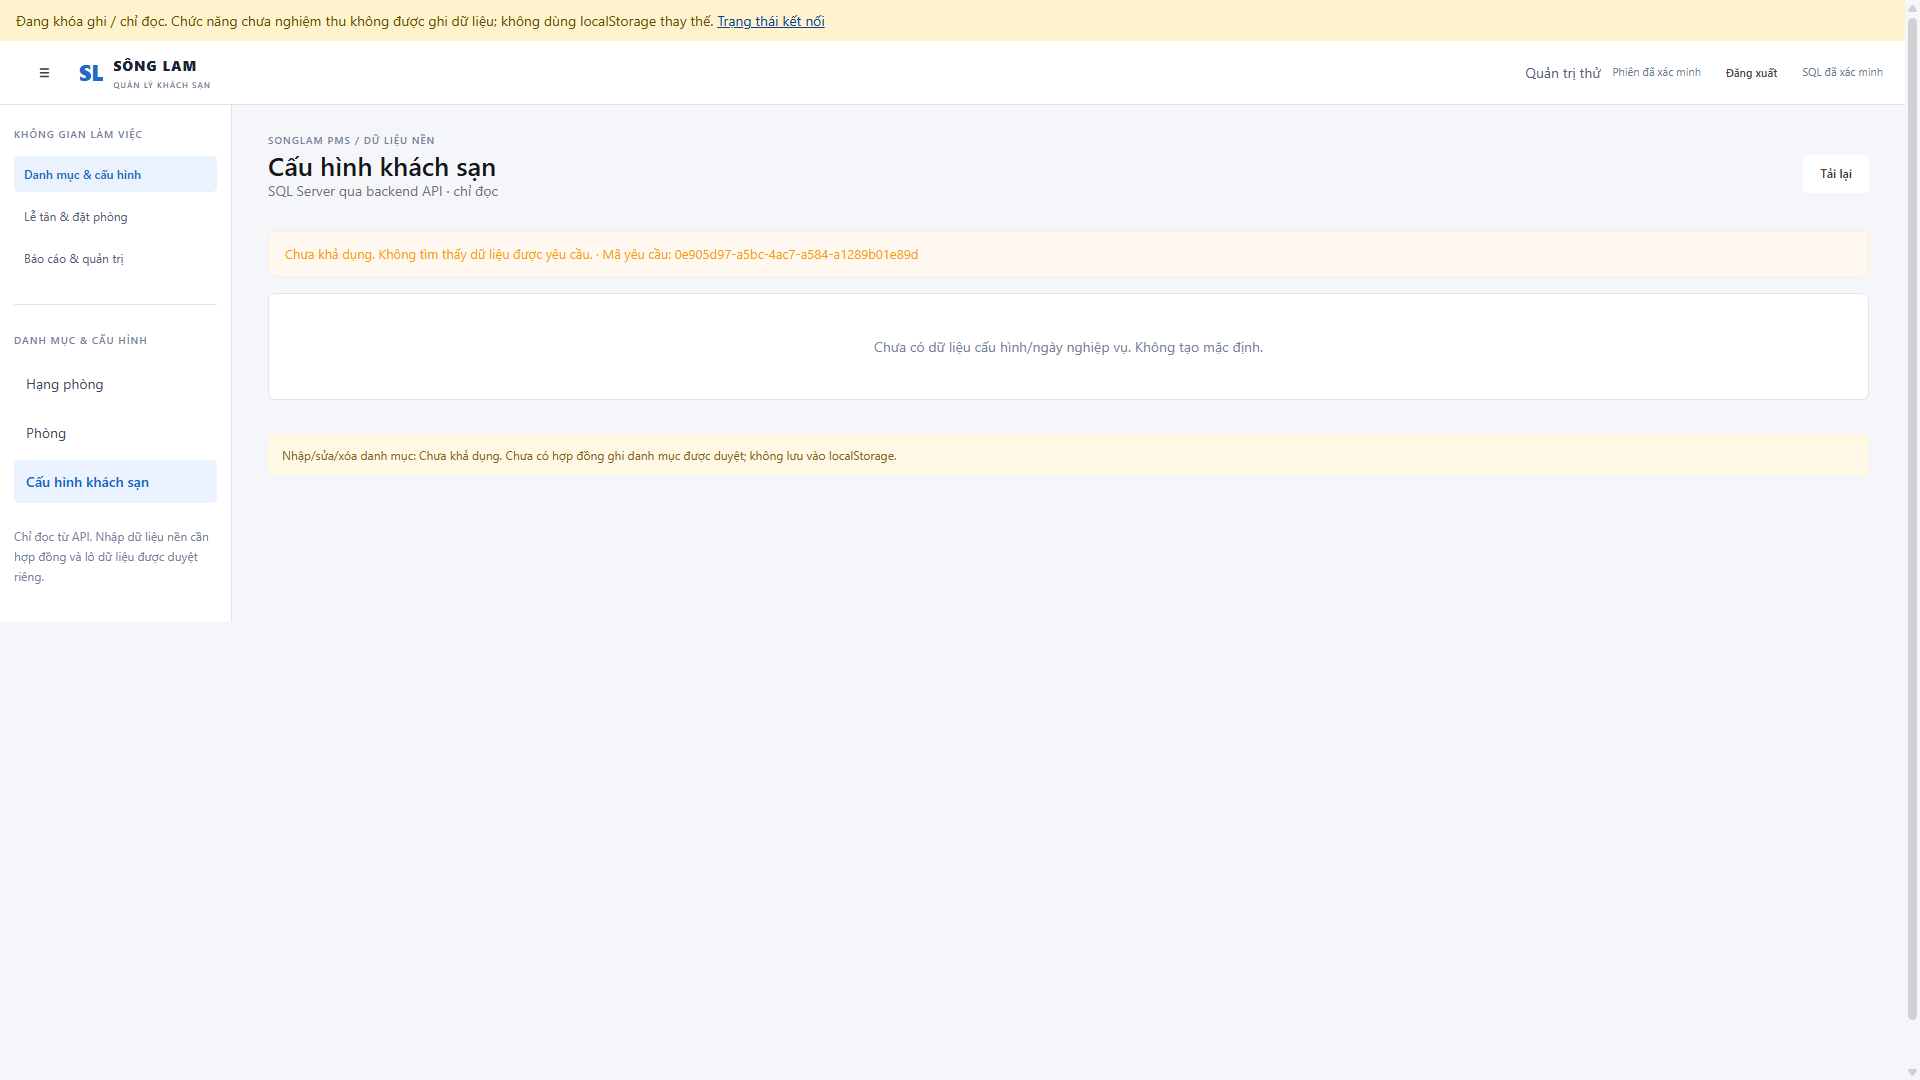 Đang khóa ghi / chỉ đọc. Chức năng chưa nghiệm thu không được ghi dữ liệu; không dùng localStorage thay thế. Trạng thái kết nối
☰
SL
SÔNG LAM
QUẢN LÝ KHÁCH SẠN
Quản trị thử
Phiên đã xác minh
Đăng xuất
SQL đã xác minh
KHÔNG GIAN LÀM VIỆC
Danh mục & cấu hình
Lễ tân & đặt phòng
Báo cáo & quản trị
DANH MỤC & CẤU HÌNH
Hạng phòng
Phòng
Cấu hình khách sạn
Chỉ đọc từ API. Nhập dữ liệu nền cần
hợp đồng và lô dữ liệu được duyệt
riêng.
SONGLAM PMS / DỮ LIỆU NỀN
Cấu hình khách sạn
SQL Server qua backend API · chỉ đọc
Tải lại
Chưa khả dụng. Không tìm thấy dữ liệu được yêu cầu. · Mã yêu cầu: 0e905d97-a5bc-4ac7-a584-a1289b01e89d
Chưa có dữ liệu cấu hình/ngày nghiệp vụ. Không tạo mặc định.
Nhập/sửa/xóa danh mục: Chưa khả dụng. Chưa có hợp đồng ghi danh mục được duyệt; không lưu vào localStorage.